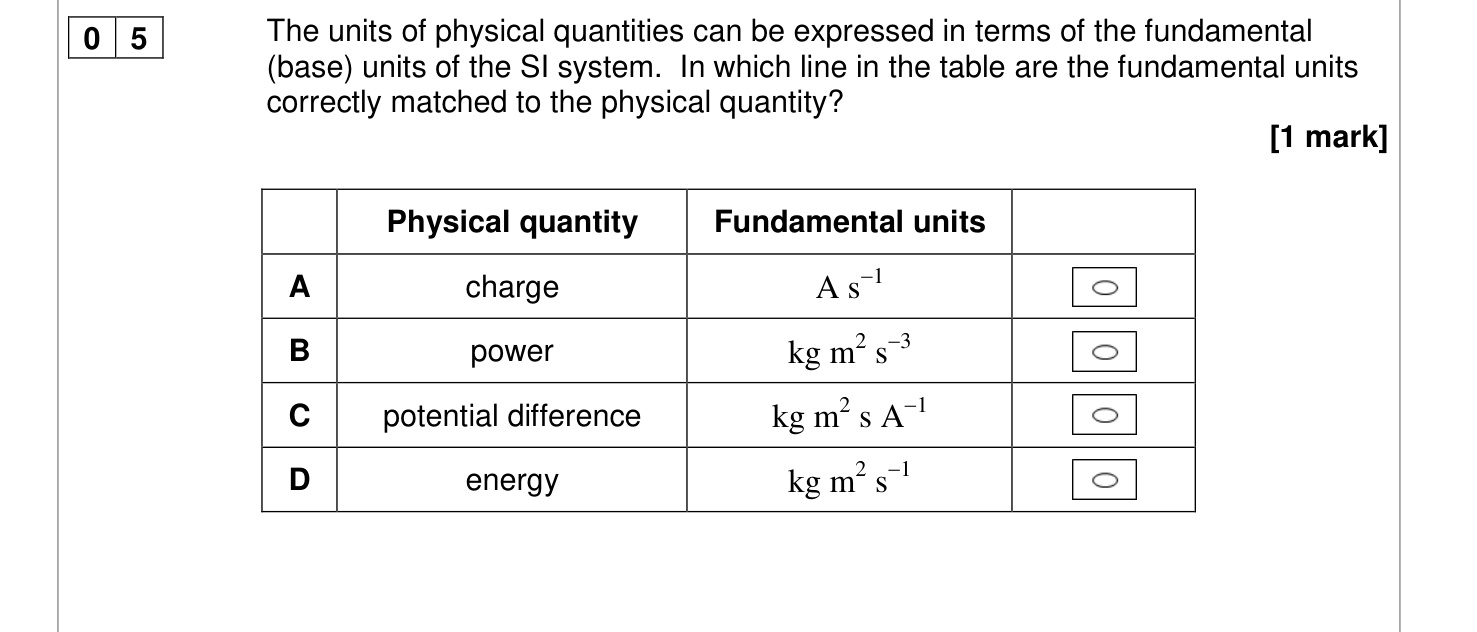 0 5
The units of physical quantities can be expressed in terms of the fundamental
(base) units of the SI system. In which line in the table are the fundamental units
correctly matched to the physical quantity?
[1 mark]
Physical quantity Fundamental units
A charge A s⁻¹
B power kg m² s⁻³
C potential difference kg m² s A⁻¹
D energy kg m² s⁻¹